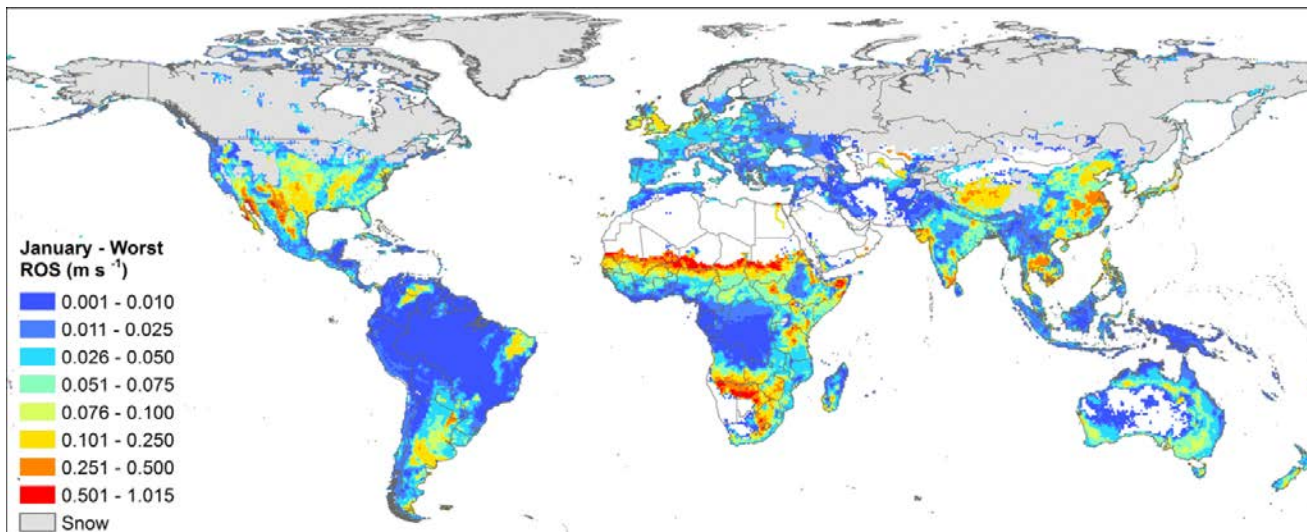 January - Worst
ROS (m s -1)
0.001 - 0.010
0.011 - 0.025
0.026 - 0.050
0.051 - 0.075
0.076 - 0.100
0.101 - 0.250
0.251 - 0.500
0.501 - 1.015
Snow